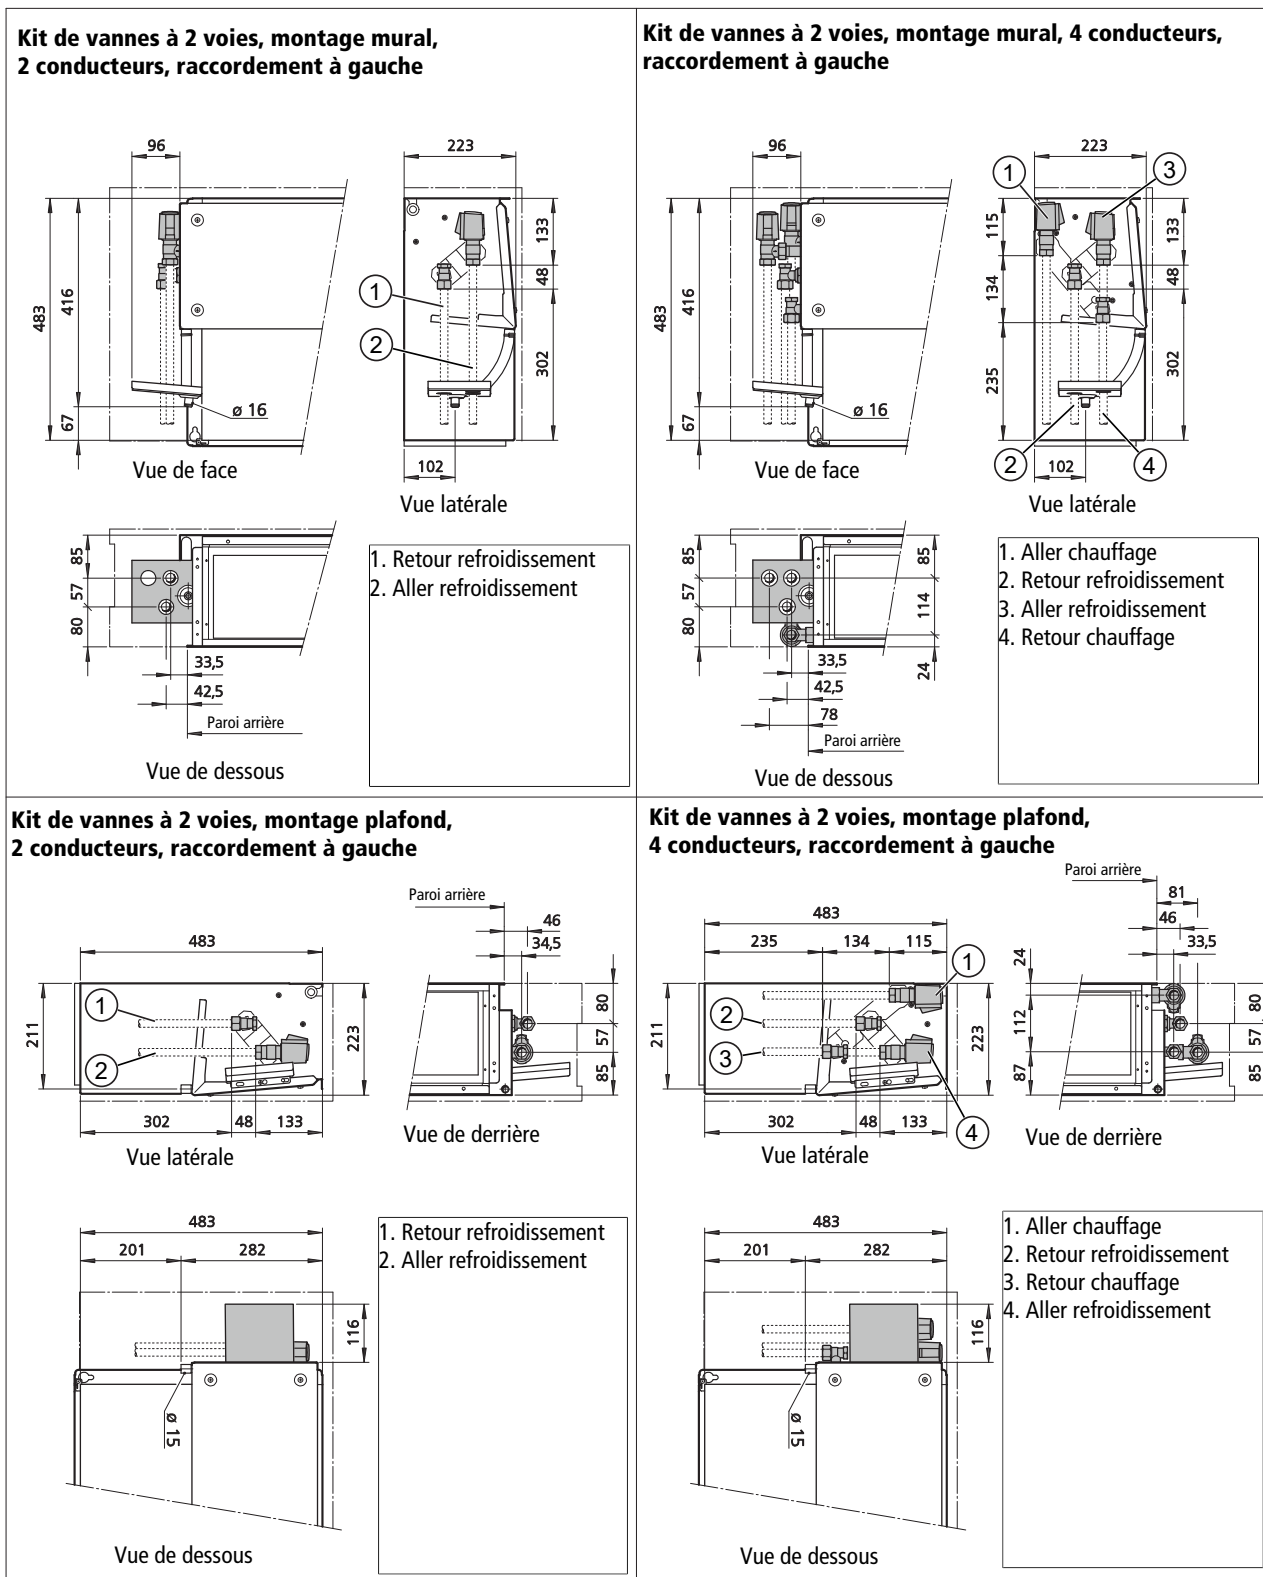 Kit de vannes à 2 voies, montage mural,
2 conducteurs, raccordement à gauche
96
223
483
416
67
ø 16
133
48
302
1
2
102
Vue de face
Vue latérale
85
57
80
33,5
42,5
Paroi arrière
Vue de dessous
1. Retour refroidissement
2. Aller refroidissement
Kit de vannes à 2 voies, montage mural, 4 conducteurs,
raccordement à gauche
96
223
1
3
483
416
67
ø 16
115
134
235
133
48
302
2
102
4
Vue de face
Vue latérale
85
57
80
85
114
24
33,5
42,5
78
Paroi arrière
Vue de dessous
1. Aller chauffage
2. Retour refroidissement
3. Aller refroidissement
4. Retour chauffage
Kit de vannes à 2 voies, montage plafond,
2 conducteurs, raccordement à gauche
Paroi arrière
46
34,5
483
211
1
2
223
80
57
85
302
48
133
Vue latérale
Vue de derrière
483
201
282
116
ø 15
Vue de dessous
1. Retour refroidissement
2. Aller refroidissement
Kit de vannes à 2 voies, montage plafond,
4 conducteurs, raccordement à gauche
Paroi arrière
81
46
33,5
483
235
134
115
1
2
3
4
211
223
24
112
87
80
57
85
302
48
133
Vue latérale
Vue de derrière
483
201
282
116
ø 15
Vue de dessous
1. Aller chauffage
2. Retour refroidissement
3. Retour chauffage
4. Aller refroidissement